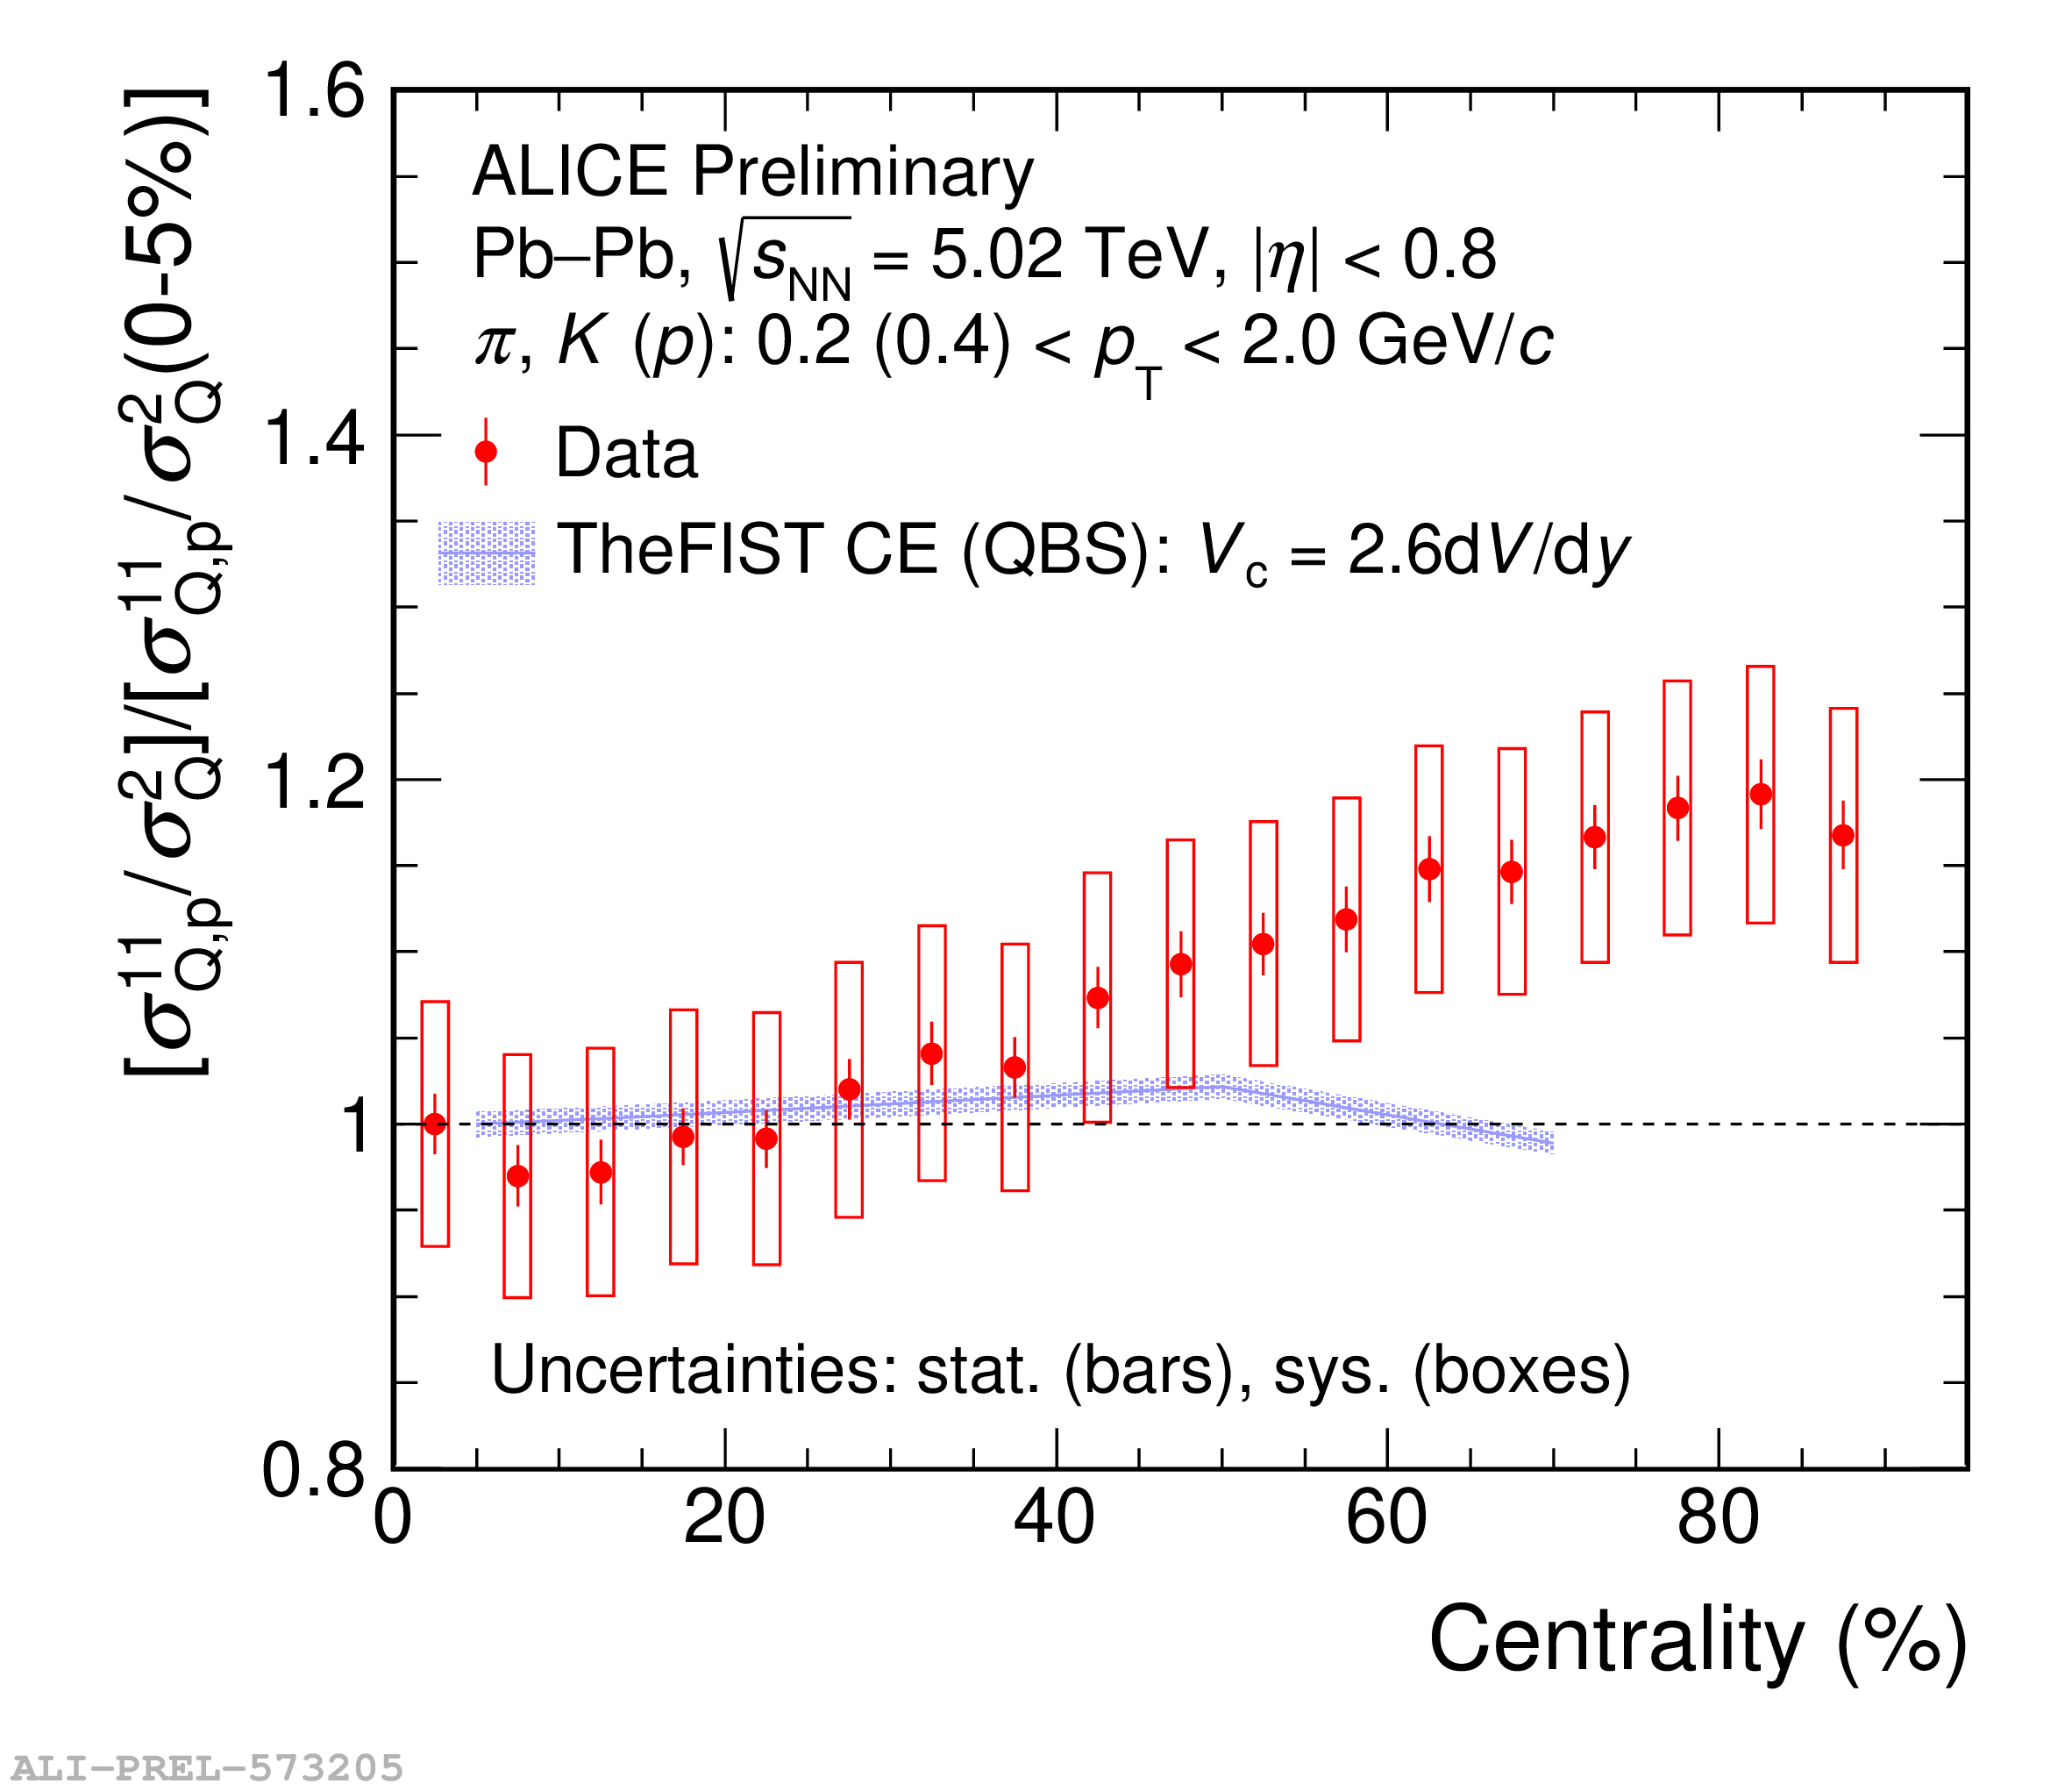 [σ¹¹Q,p/σ²Q]/[σ¹¹Q,p/σ²Q(0-5%)]
1.6
1.4
1.2
1
0.8
ALICE Preliminary
Pb–Pb, √sNN = 5.02 TeV, |η| < 0.8
π, K (p): 0.2 (0.4) < pT < 2.0 GeV/c
Data
TheFIST CE (QBS): Vc = 2.6dV/dy
Uncertainties: stat. (bars), sys. (boxes)
0 20 40 60 80
Centrality (%)
ALI-PREL-573205